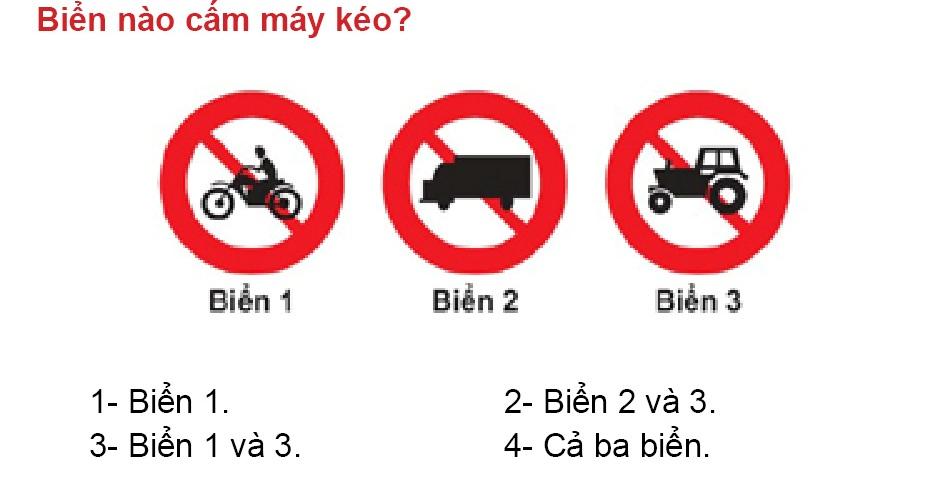 Biển nào cấm máy kéo?
Biển 1 Biển 2 Biển 3
1- Biển 1. 2- Biển 2 và 3.
3- Biển 1 và 3. 4- Cả ba biển.